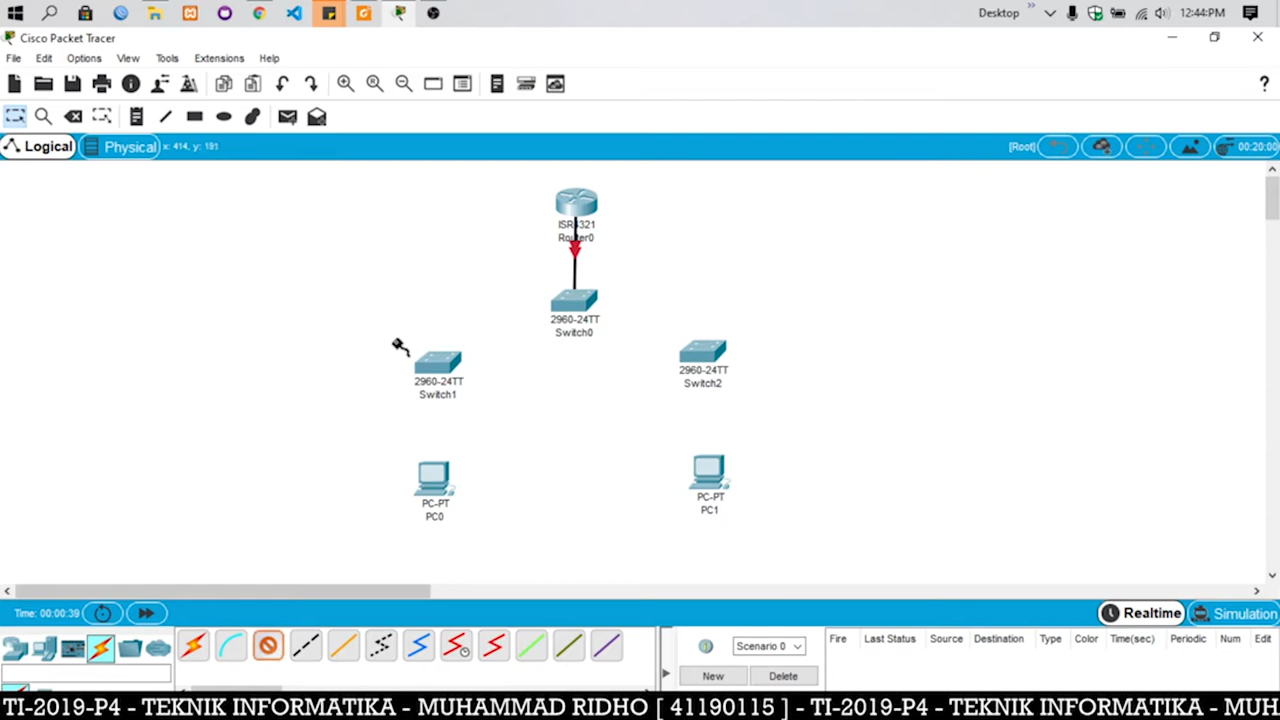 Desktop
12:44:PM
Cisco Packet Tracer
File Edit Options View Tools Extensions Help
?
Logical Physical x: 414, y: 191 [Root] 00:20:00
ISR4321
Router0
2960-24TT
Switch0
2960-24TT
Switch1
2960-24TT
Switch2
PC-PT
PC0
PC-PT
PC1
Time: 00:00:39 Realtime Simulation
Scenario 0
New Delete
Fire Last Status Source Destination Type Color Time(sec) Periodic Num Edit
TI-2019-P4 - TEKNIK INFORMATIKA - MUHAMMAD RIDHO [ 41190115 ] - TI-2019-P4 - TEKNIK INFORMATIKA - MUH